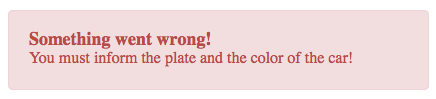 Something went wrong!
You must inform the plate and the color of the car!